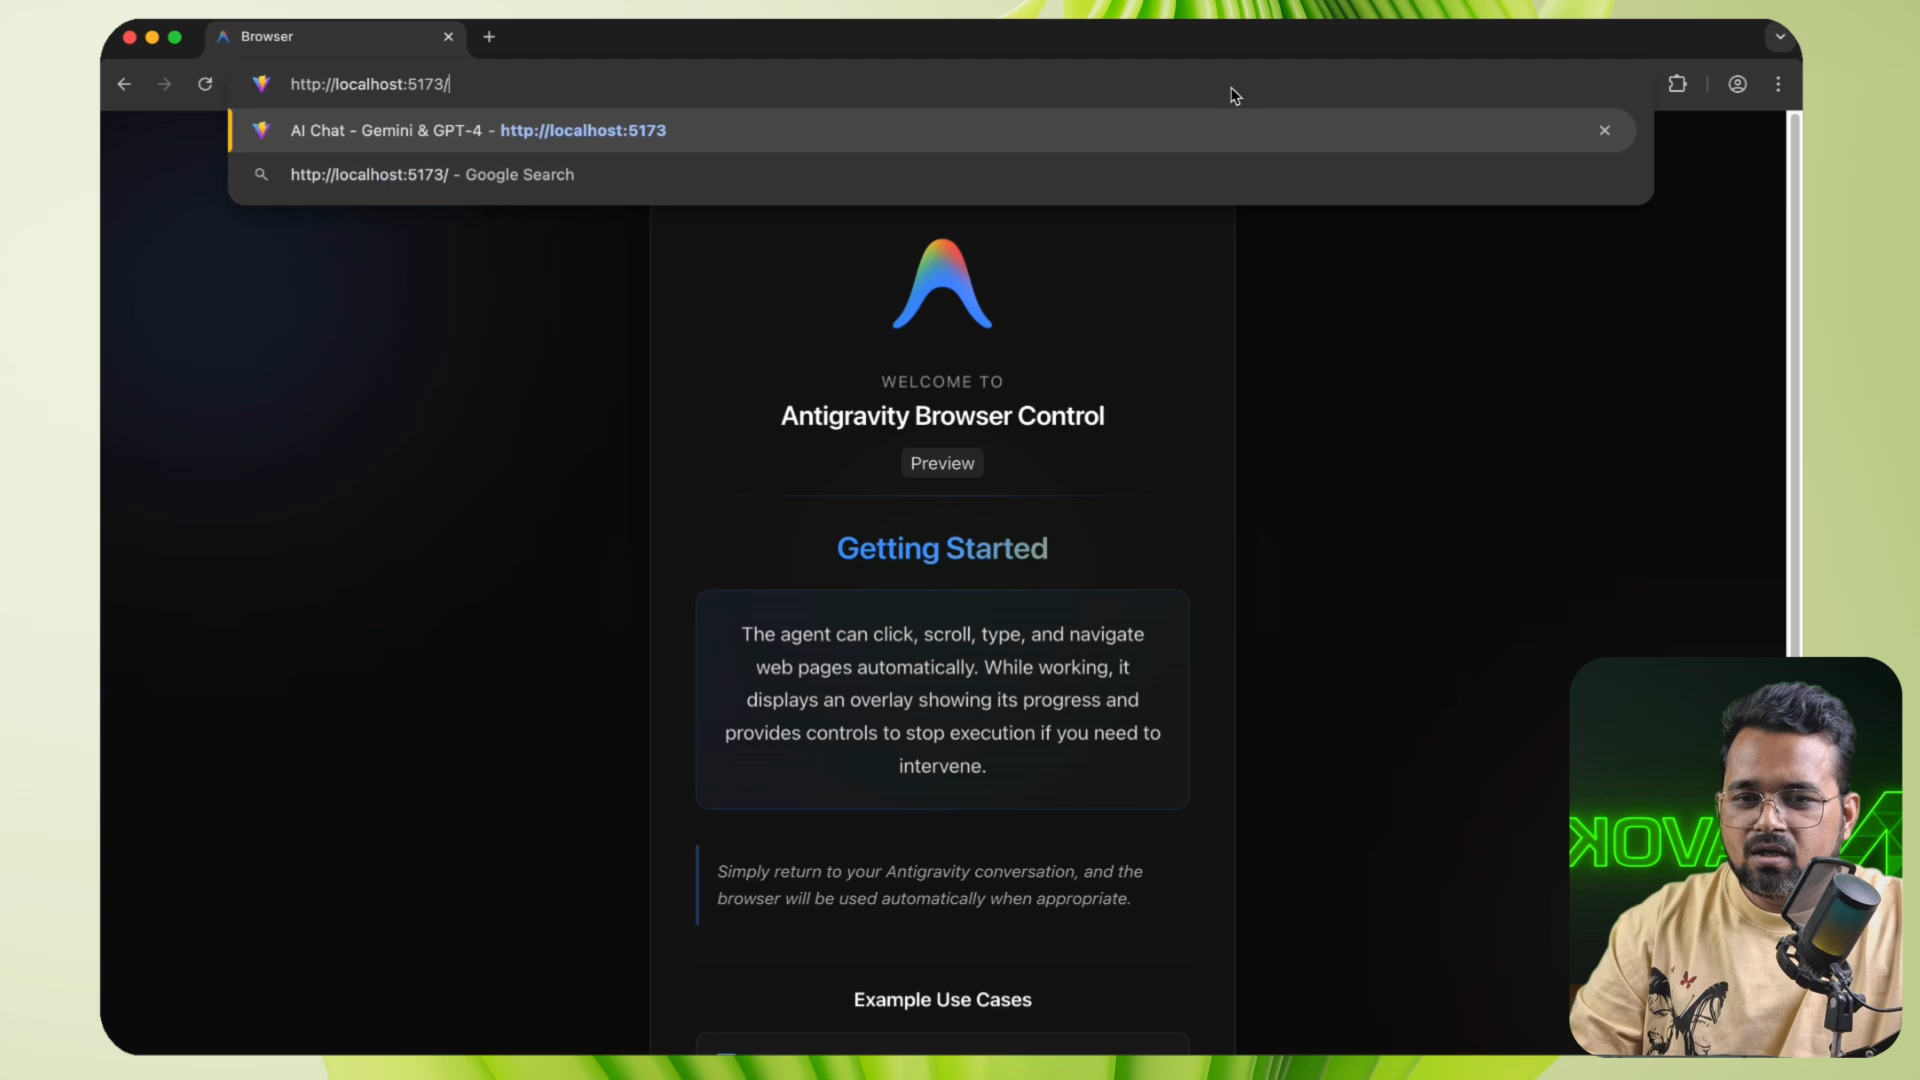 Browser
http://localhost:5173/
AI Chat - Gemini & GPT-4 - http://localhost:5173
http://localhost:5173/ - Google Search
WELCOME TO
Antigravity Browser Control
Preview
Getting Started
The agent can click, scroll, type, and navigate
web pages automatically. While working, it
displays an overlay showing its progress and
provides controls to stop execution if you need to
intervene.
Simply return to your Antigravity conversation, and the
browser will be used automatically when appropriate.
Example Use Cases